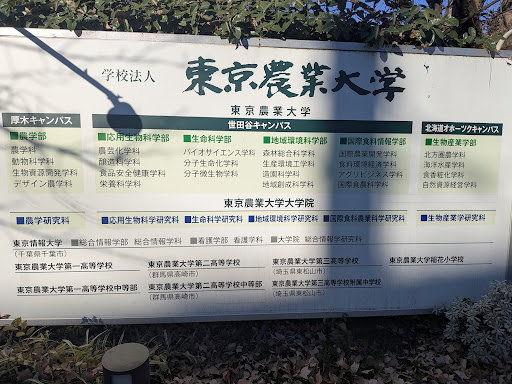 学校法人 東京農業大学
東京農業大学
厚木キャンパス 世田谷キャンパス 北海道オホーツクキャンパス
■農学部 ■応用生物科学部 ■生命科学部 ■地域環境科学部 ■国際食料情報学部 ■生物産業学部
農学科 農芸化学科 バイオサイエンス学科 森林総合科学科 国際農業開発学科 北方圏農学科
動物科学科 醸造科学科 分子生命化学科 生産環境工学科 食料環境経済学科 海洋水産学科
生物資源開発学科 食品安全健康学科 分子微生物学科 造園科学科 アグリビジネス学科 食香粧化学科
デザイン農学科 栄養科学科 地域創成科学科 国際食農科学科 自然資源経営学科
東京農業大学大学院
■農学研究科 ■応用生物科学研究科 ■生命科学研究科 ■地域環境科学研究科 ■国際食料農業科学研究科 ■生物産業学研究科
東京情報大学 ■総合情報学部 総合情報学科 ■看護学部 看護学科 ■大学院 総合情報学研究科
(千葉県千葉市)
東京農業大学第一高等学校 東京農業大学第二高等学校 東京農業大学第三高等学校 東京農業大学稲花小学校
(群馬県高崎市) (埼玉県東松山市)
東京農業大学第一高等学校中等部 東京農業大学第二高等学校中等部 東京農業大学第三高等学校附属中学校
(群馬県高崎市) (埼玉県東松山市)